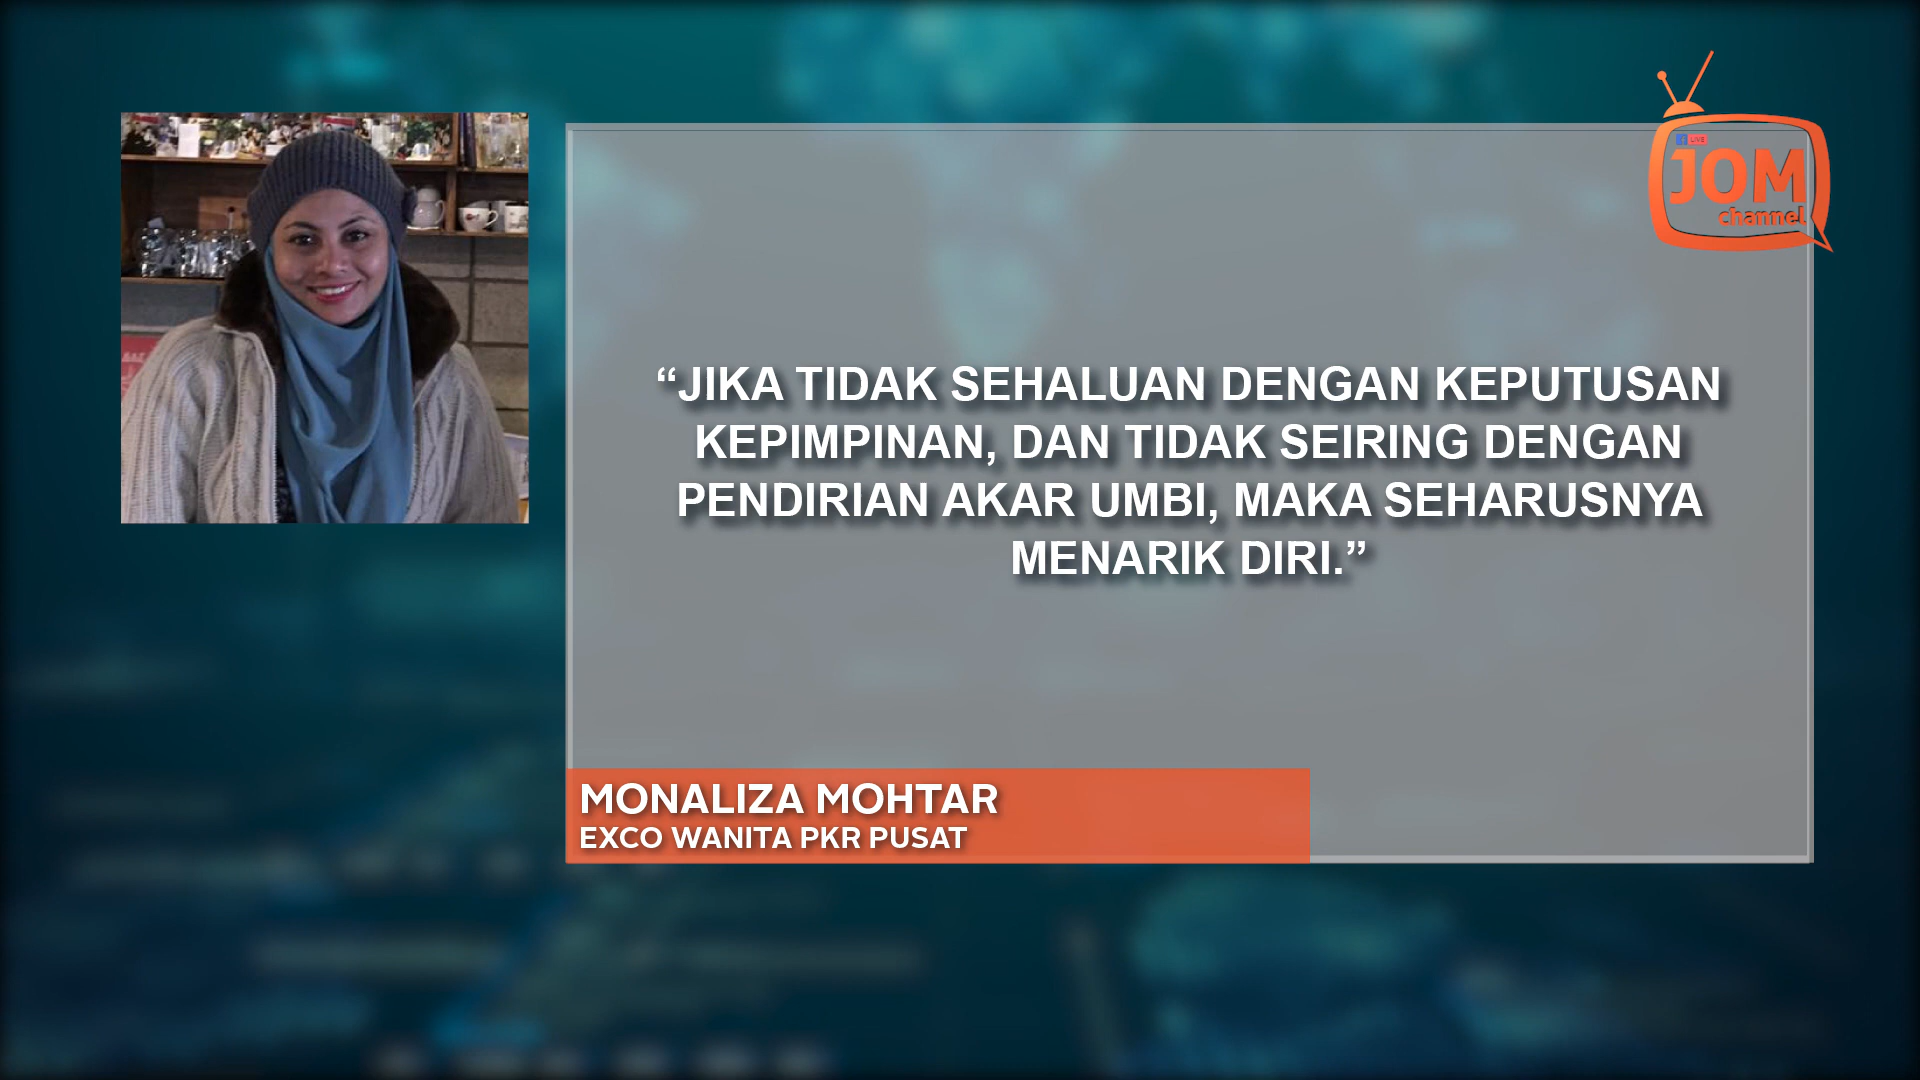 LIVE
JOM
channel
“JIKA TIDAK SEHALUAN DENGAN KEPUTUSAN
KEPIMPINAN, DAN TIDAK SEIRING DENGAN
PENDIRIAN AKAR UMBI, MAKA SEHARUSNYA
MENARIK DIRI.”
MONALIZA MOHTAR
EXCO WANITA PKR PUSAT